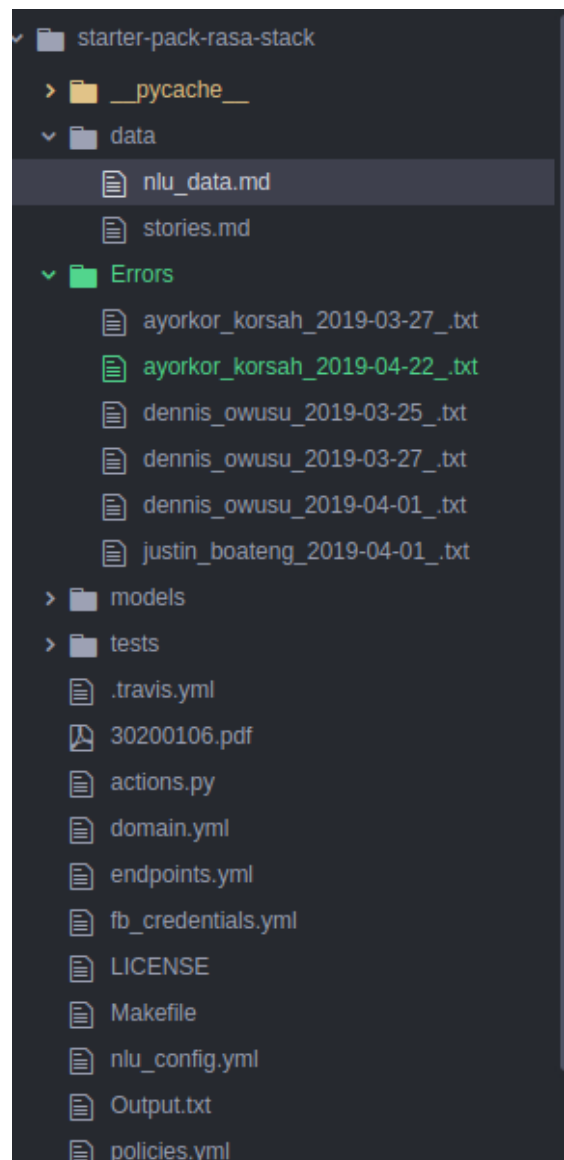 starter-pack-rasa-stack
__pycache__
data
nlu_data.md
stories.md
Errors
ayorkor_korsah_2019-03-27_.txt
ayorkor_korsah_2019-04-22_.txt
dennis_owusu_2019-03-25_.txt
dennis_owusu_2019-03-27_.txt
dennis_owusu_2019-04-01_.txt
justin_boateng_2019-04-01_.txt
models
tests
.travis.yml
30200106.pdf
actions.py
domain.yml
endpoints.yml
fb_credentials.yml
LICENSE
Makefile
nlu_config.yml
Output.txt
policies.yml